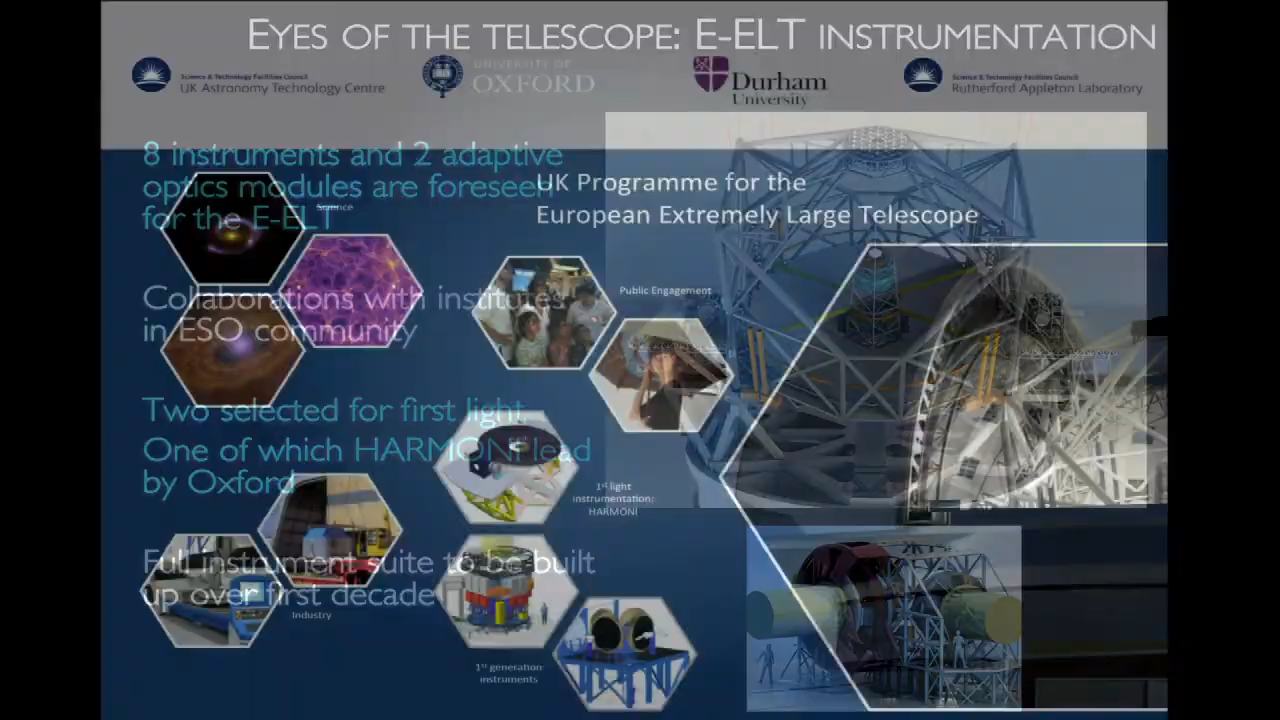 EYES OF THE TELESCOPE: E-ELT INSTRUMENTATION
Science & Technology Facilities Council
UK Astronomy Technology Centre
UNIVERSITY OF
OXFORD
Durham
University
Science & Technology Facilities Council
Rutherford Appleton Laboratory
8 instruments and 2 adaptive
optics modules are foreseen
for the E-ELT
UK Programme for the
European Extremely Large Telescope
Science
Collaborations with institutes
in ESO community
Public Engagement
Two selected for first light
One of which HARMONI lead
by Oxford
1st light
instrumentation:
HARMONI
Full instrument suite to be built
up over first decade
Industry
1st generation
instruments